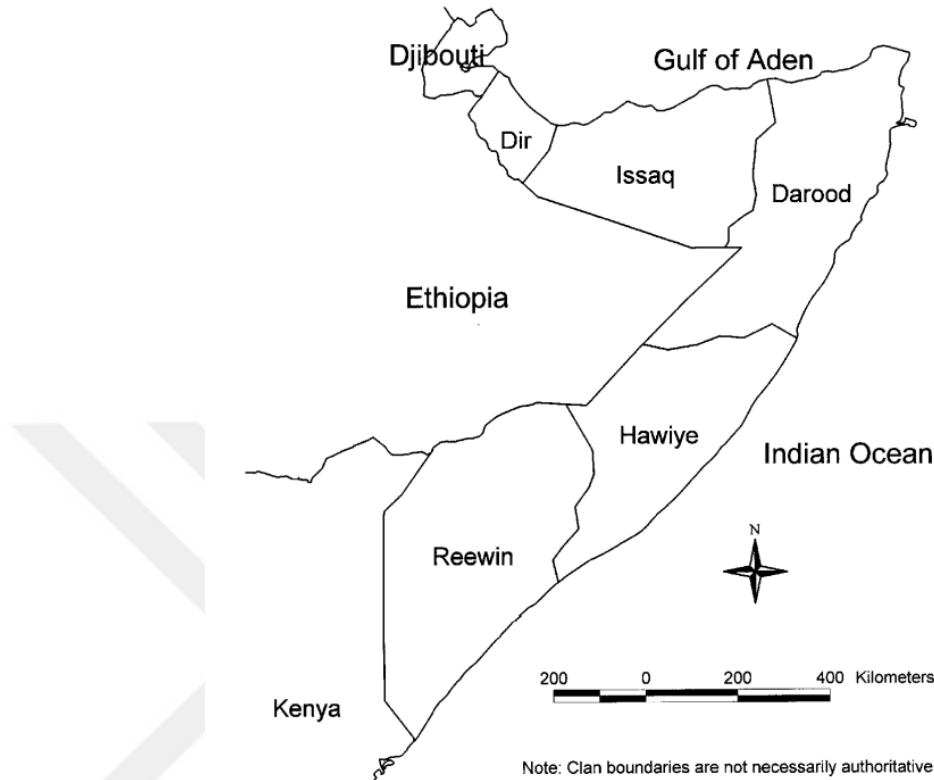 Djibouti
Gulf of Aden
Dir
Issaq
Darood
Ethiopia
Hawiye
Indian Ocean
N
Reewin
200 0 200 400 Kilometers
Kenya
Note: Clan boundaries are not necessarily authoritative